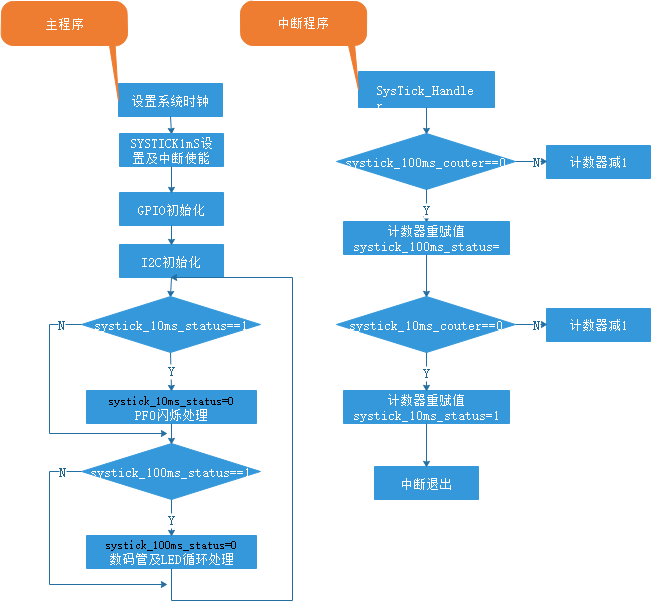 主程序
设置系统时钟
SYSTICK1mS设
置及中断使能
GPIO初始化
I2C初始化
systick_10ms_status==1
N
Y
systick_10ms_status=0
PF0闪烁处理
systick_100ms_status==1
N
Y
systick_100ms_status=0
数码管及LED循环处理
中断程序
SysTick_Handle
r
systick_100ms_couter==0
N
计数器减1
Y
计数器重赋值
systick_100ms_status=
systick_10ms_couter==0
N
计数器减1
Y
计数器重赋值
systick_10ms_status=1
中断退出